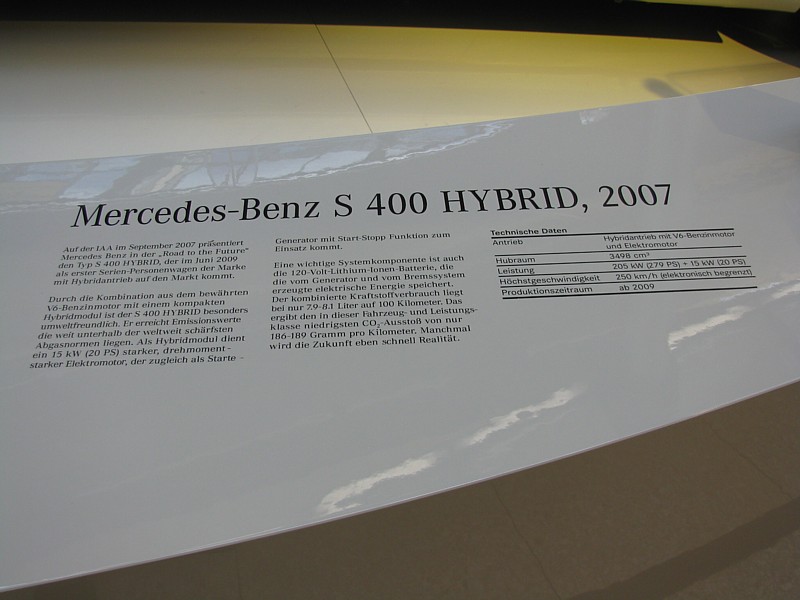 Mercedes-Benz S 400 HYBRID, 2007
Auf der IAA im September 2007 präsentiert
Mercedes Benz in der „Road to the Future“
den Typ S 400 HYBRID, der im Juni 2009
als erster Serien-Personenwagen der Marke
mit Hybridantrieb auf den Markt kommt.
Durch die Kombination aus dem bewährten
V6-Benzinmotor mit einem kompakten
Hybridmodul ist der S 400 HYBRID besonders
umweltfreundlich. Er erreicht Emissionswerte
die weit unterhalb der weltweit schärfsten
Abgasnormen liegen. Als Hybridmodul dient
ein 15 kW (20 PS) starker, drehmoment-
starker Elektromotor, der zugleich als Starte –
Generator mit Start-Stopp Funktion zum
Einsatz kommt.
Eine wichtige Systemkomponente ist auch
die 120-Volt-Lithium-Ionen-Batterie, die
die vom Generator und vom Bremssystem
erzeugte elektrische Energie speichert.
Der kombinierte Kraftstoffverbrauch liegt
bei nur 7.9-8.1 Liter auf 100 Kilometer. Das
ergibt den in dieser Fahrzeug- und Leistungs-
klasse niedrigsten CO₂-Ausstoß von nur
186-189 Gramm pro Kilometer. Manchmal
wird die Zukunft eben schnell Realität.
Technische Daten
Antrieb Hybridantrieb mit V6-Benzinmotor
und Elektromotor
Hubraum 3498 cm³
Leistung 205 kW (279 PS) + 15 kW (20 PS)
Höchstgeschwindigkeit 250 km/h (elektronisch begrenzt)
Produktionszeitraum ab 2009